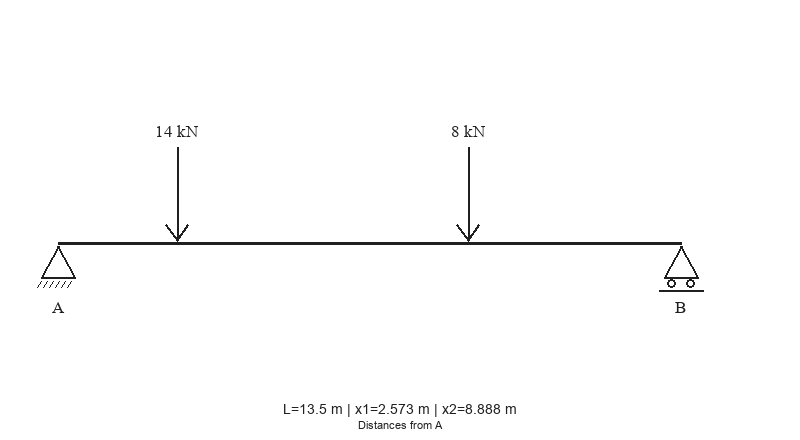 14 kN 8 kN
A B
L=13.5 m | x1=2.573 m | x2=8.888 m
Distances from A